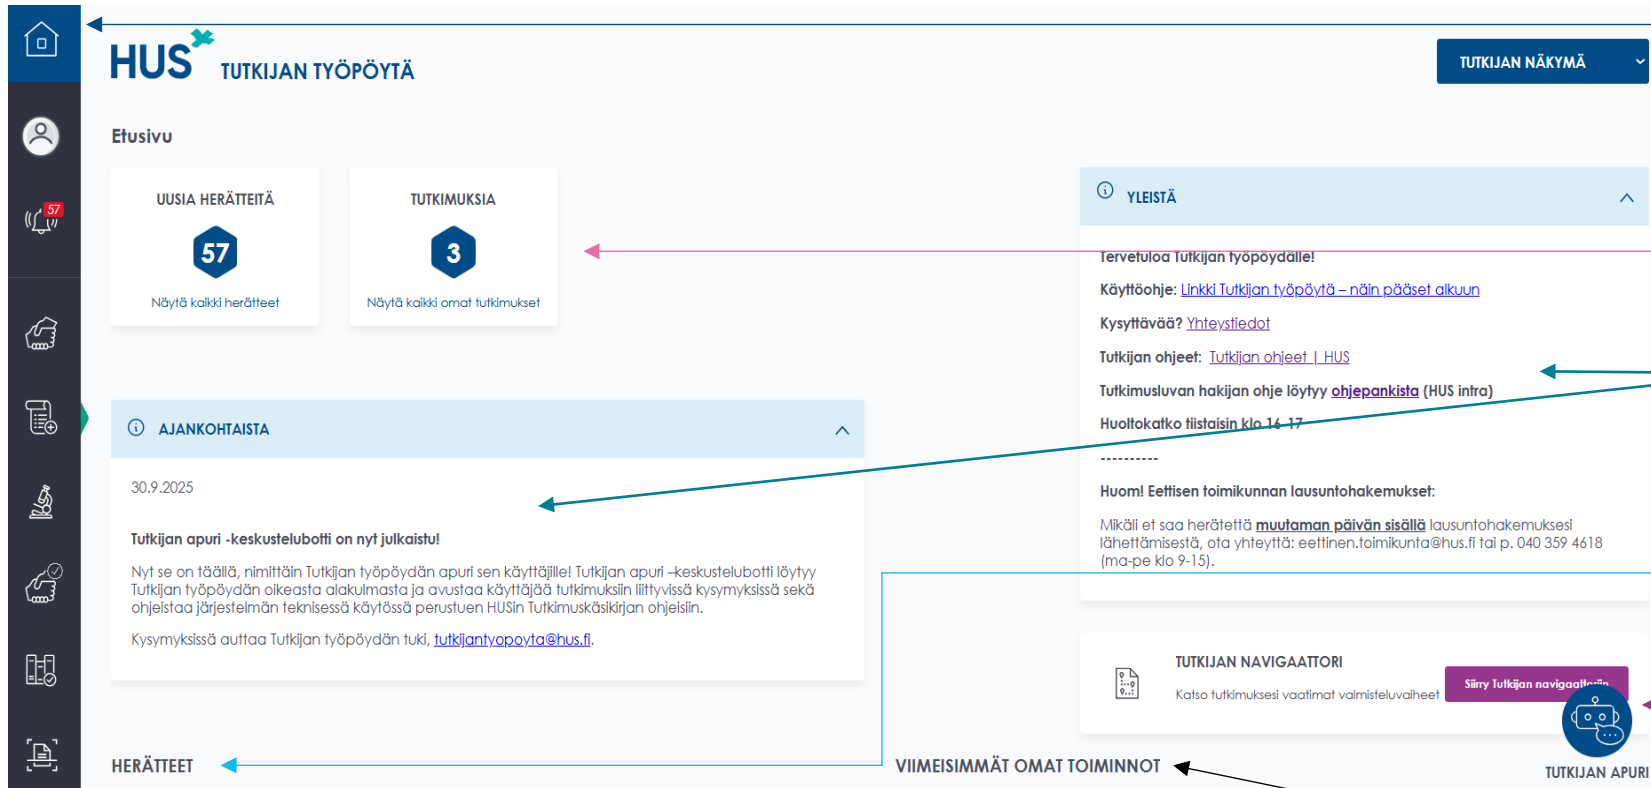 HUS
TUTKIJAN TYÖPÖYTÄ
TUTKIJAN NÄKYMÄ
Etusivu
57
UUSIA HERÄTTEITÄ
57
Näytä kaikki herätteet
TUTKIMUKSIA
3
Näytä kaikki omat tutkimukset
YLEISTÄ
Tervetuloa Tutkijan työpöydälle!
Käyttöohje: Linkki Tutkijan työpöytä – näin pääset alkuun
Kysyttävää? Yhteystiedot
Tutkijan ohjeet: Tutkijan ohjeet | HUS
Tutkimusluvan hakijan ohje löytyy ohjepankista (HUS intra)
Huoltokatko tiistaisin klo 16-17
----------
Huom! Eettisen toimikunnan lausuntohakemukset:
Mikäli et saa herätettä muutaman päivän sisällä lausuntohakemuksesi
lähettämisestä, ota yhteyttä: eettinen.toimikunta@hus.fi tai p. 040 359 4618
(ma-pe klo 9-15).
AJANKOHTAISTA
30.9.2025
Tutkijan apuri -keskustelubotti on nyt julkaistu!
Nyt se on täällä, nimittäin Tutkijan työpöydän apuri sen käyttäjille! Tutkijan apuri –keskustelubotti löytyy
Tutkijan työpöydän oikeasta alakulmasta ja avustaa käyttäjää tutkimuksiin liittyvissä kysymyksissä sekä
ohjeistaa järjestelmän teknisessä käytössä perustuen HUSin Tutkimuskäsikirjan ohjeisiin.
Kysymyksissä auttaa Tutkijan työpöydän tuki, tutkijantyopoyta@hus.fi.
TUTKIJAN NAVIGAATTORI
Katso tutkimuksesi vaatimat valmisteluvaiheet
Siirry Tutkijan navigaattoriin
HERÄTTEET
VIIMEISIMMÄT OMAT TOIMINNOT
TUTKIJAN APURI